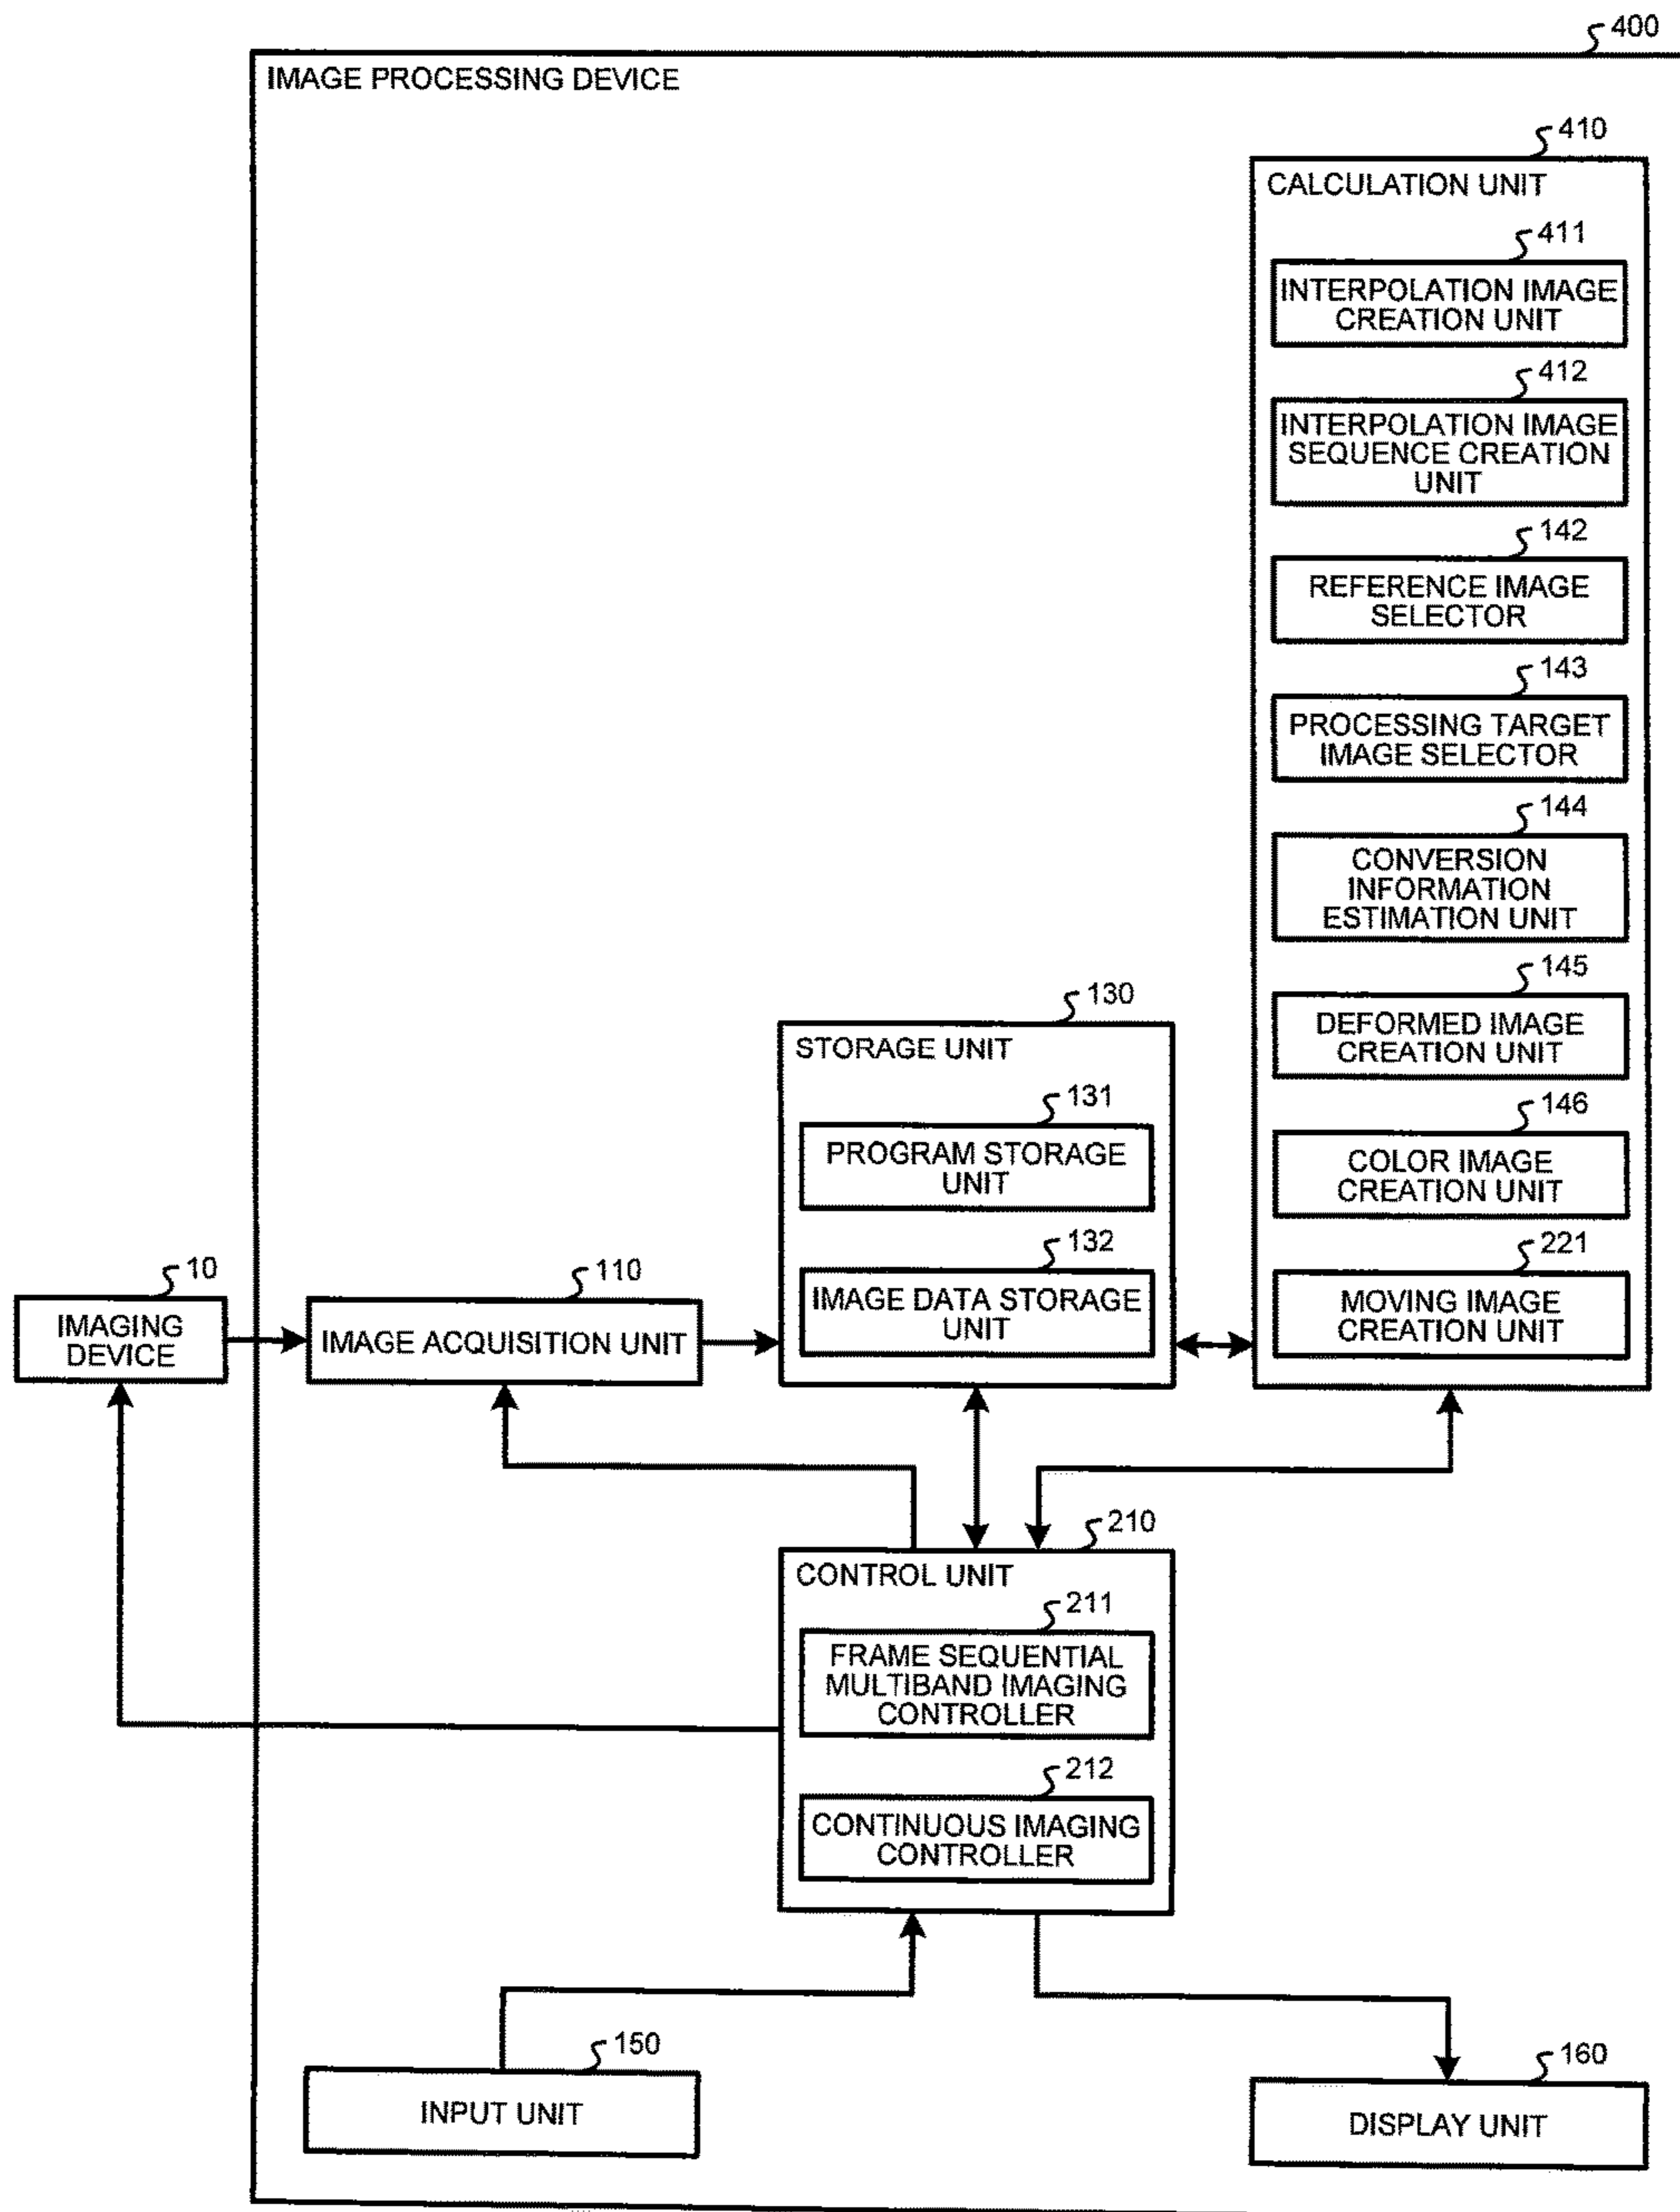 400
IMAGE PROCESSING DEVICE
410
CALCULATION UNIT
411
INTERPOLATION IMAGE
CREATION UNIT
412
INTERPOLATION IMAGE
SEQUENCE CREATION
UNIT
142
REFERENCE IMAGE
SELECTOR
143
PROCESSING TARGET
IMAGE SELECTOR
144
CONVERSION
INFORMATION
ESTIMATION UNIT
145
DEFORMED IMAGE
CREATION UNIT
146
COLOR IMAGE
CREATION UNIT
221
MOVING IMAGE
CREATION UNIT
130
STORAGE UNIT
131
PROGRAM STORAGE
UNIT
132
IMAGE DATA STORAGE
UNIT
10
IMAGING
DEVICE
110
IMAGE ACQUISITION UNIT
210
CONTROL UNIT
211
FRAME SEQUENTIAL
MULTIBAND IMAGING
CONTROLLER
212
CONTINUOUS IMAGING
CONTROLLER
150
INPUT UNIT
160
DISPLAY UNIT